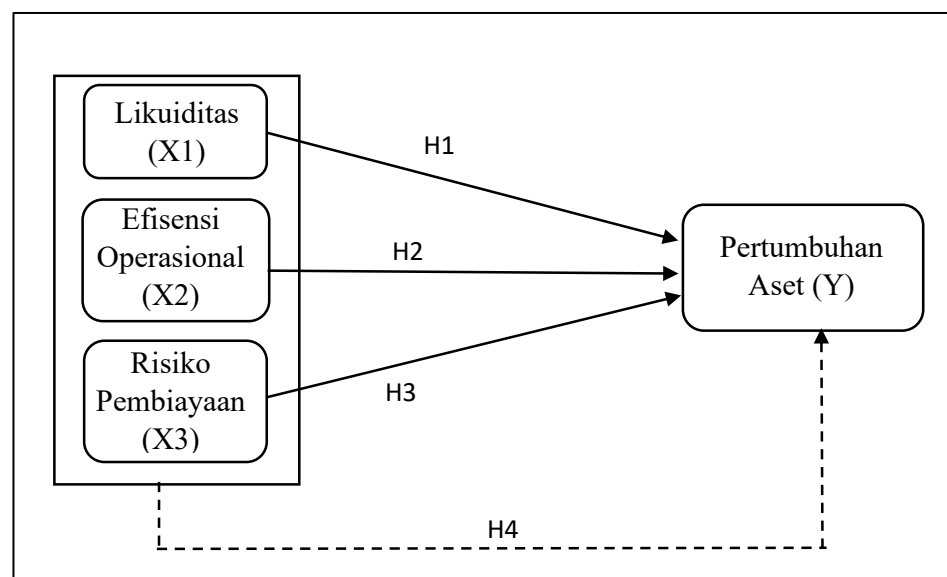 Likuiditas
(X1)
H1
Efisensi
Operasional
(X2)
H2
Pertumbuhan
Aset (Y)
Risiko
Pembiayaan
(X3)
H3
H4